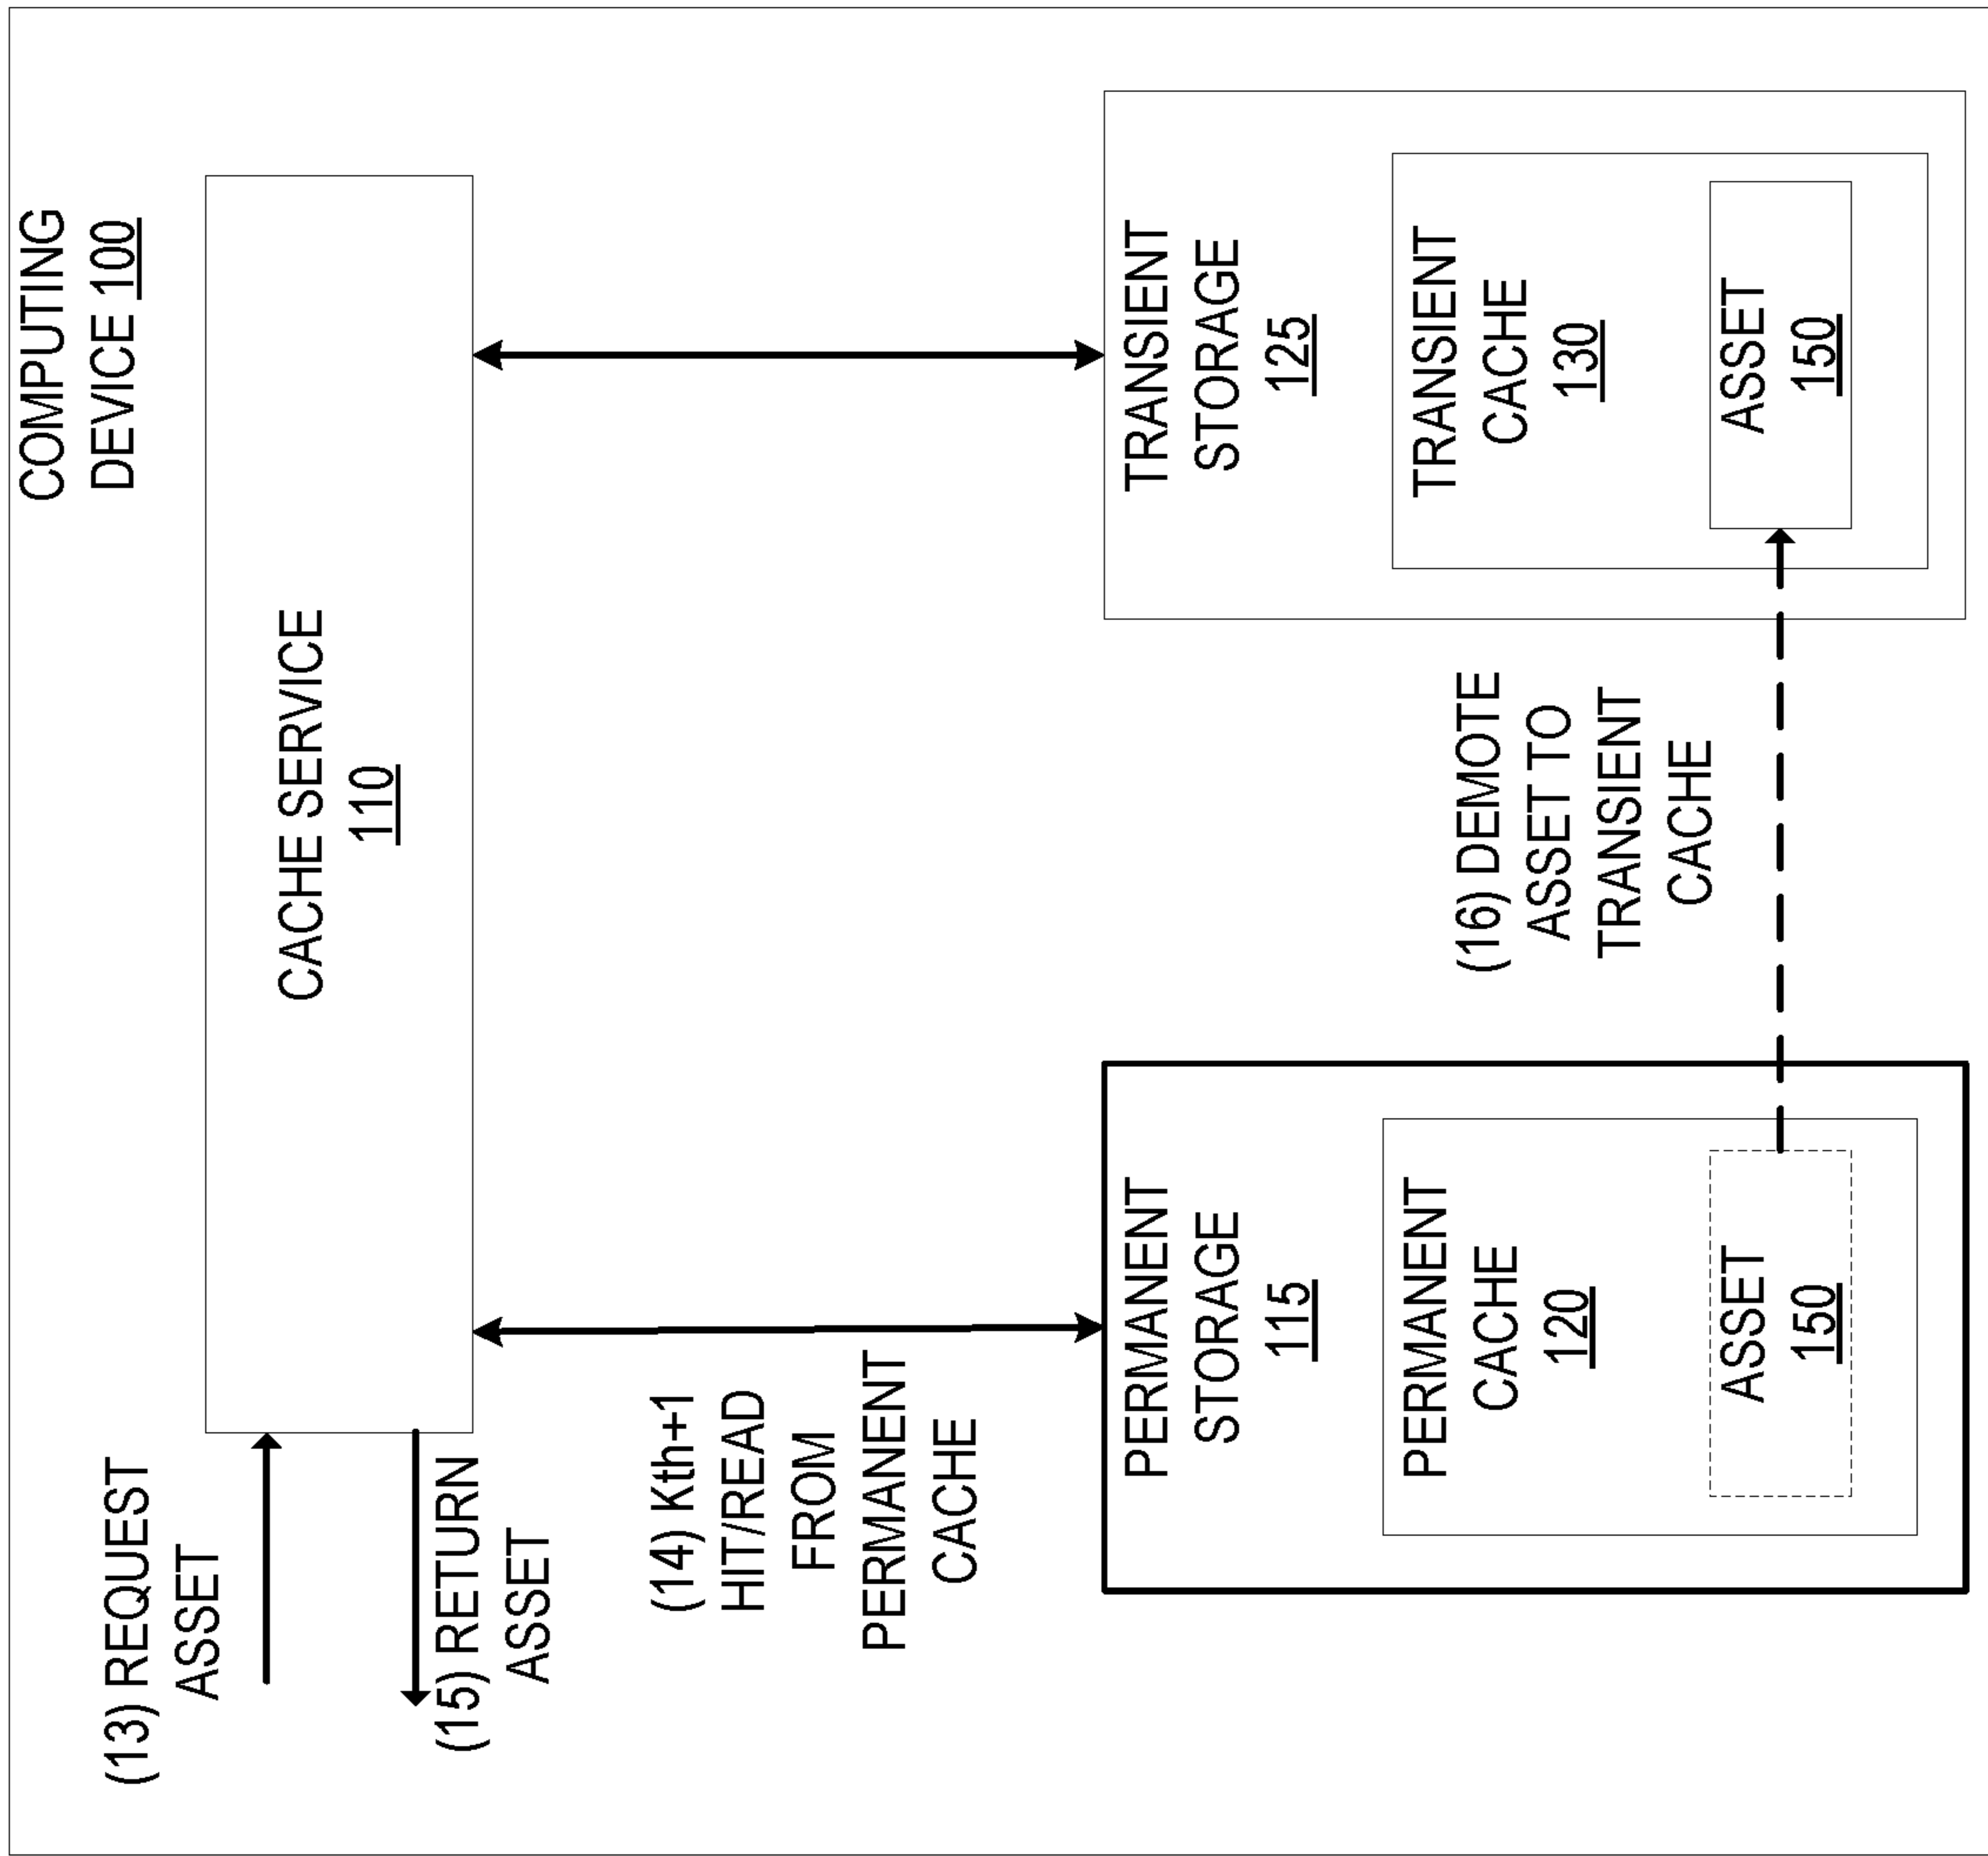 COMPUTING
DEVICE 100
(13) REQUEST
ASSET
CACHE SERVICE
110
(15) RETURN
ASSET
(14) Kth+1
HIT/READ
FROM
PERMANENT
CACHE
PERMANENT
STORAGE
115
PERMANENT
CACHE
120
ASSET
150
(16) DEMOTE
ASSET TO
TRANSIENT
CACHE
TRANSIENT
STORAGE
125
TRANSIENT
CACHE
130
ASSET
150